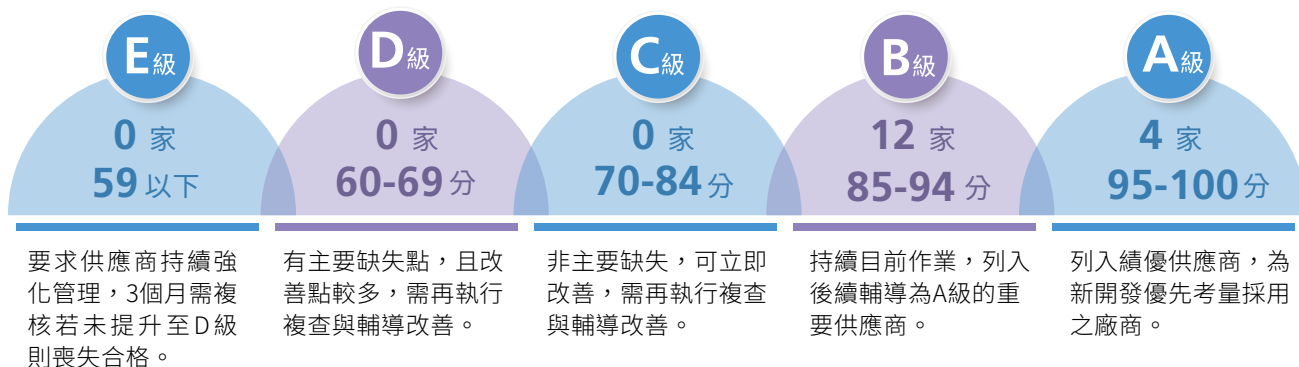 E級
0 家
59 以下
要求供應商持續強
化管理，3個月需複
核若未提升至D級
則喪失合格。
D級
0 家
60-69 分
有主要缺失點，且改
善點較多，需再執行
複查與輔導改善。
C級
0 家
70-84 分
非主要缺失，可立即
改善，需再執行複查
與輔導改善。
B級
12 家
85-94 分
持續目前作業，列入
後續輔導為A級的重
要供應商。
A級
4 家
95-100 分
列入績優供應商，為
新開發優先考量採用
之廠商。